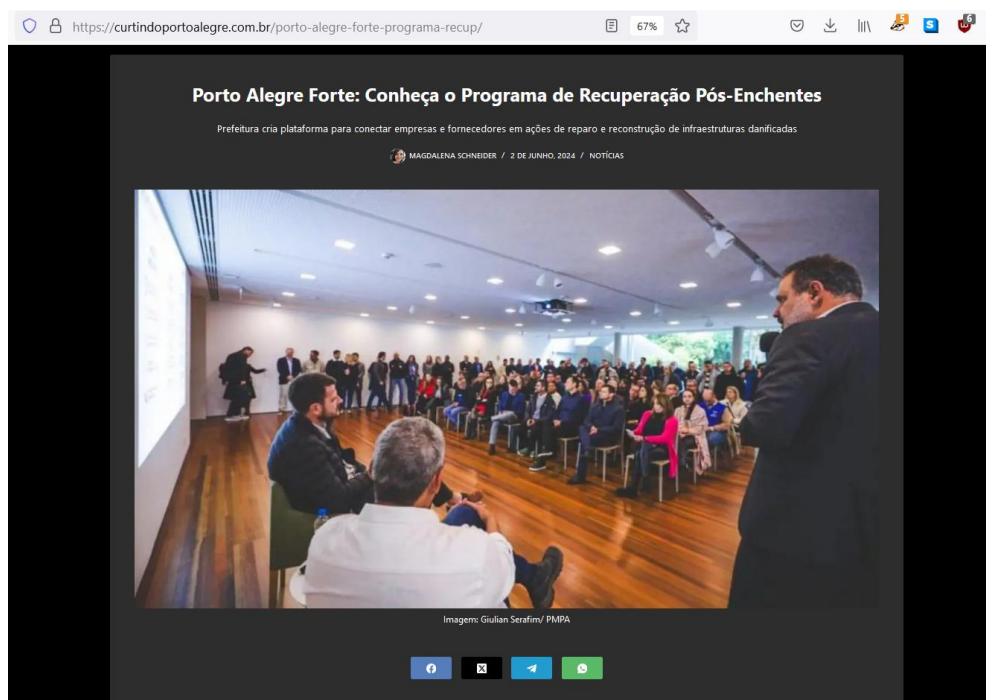 https://curtindoportoalegre.com.br/porto-alegre-forte-programa-recup/
67%
5
S
6
Porto Alegre Forte: Conheça o Programa de Recuperação Pós-Enchentes
Prefeitura cria plataforma para conectar empresas e fornecedores em ações de reparo e reconstrução de infraestruturas danificadas
MAGDALENA SCHNEIDER / 2 DE JUNHO, 2024 / NOTÍCIAS
Imagem: Giulian Serafim/ PMPA